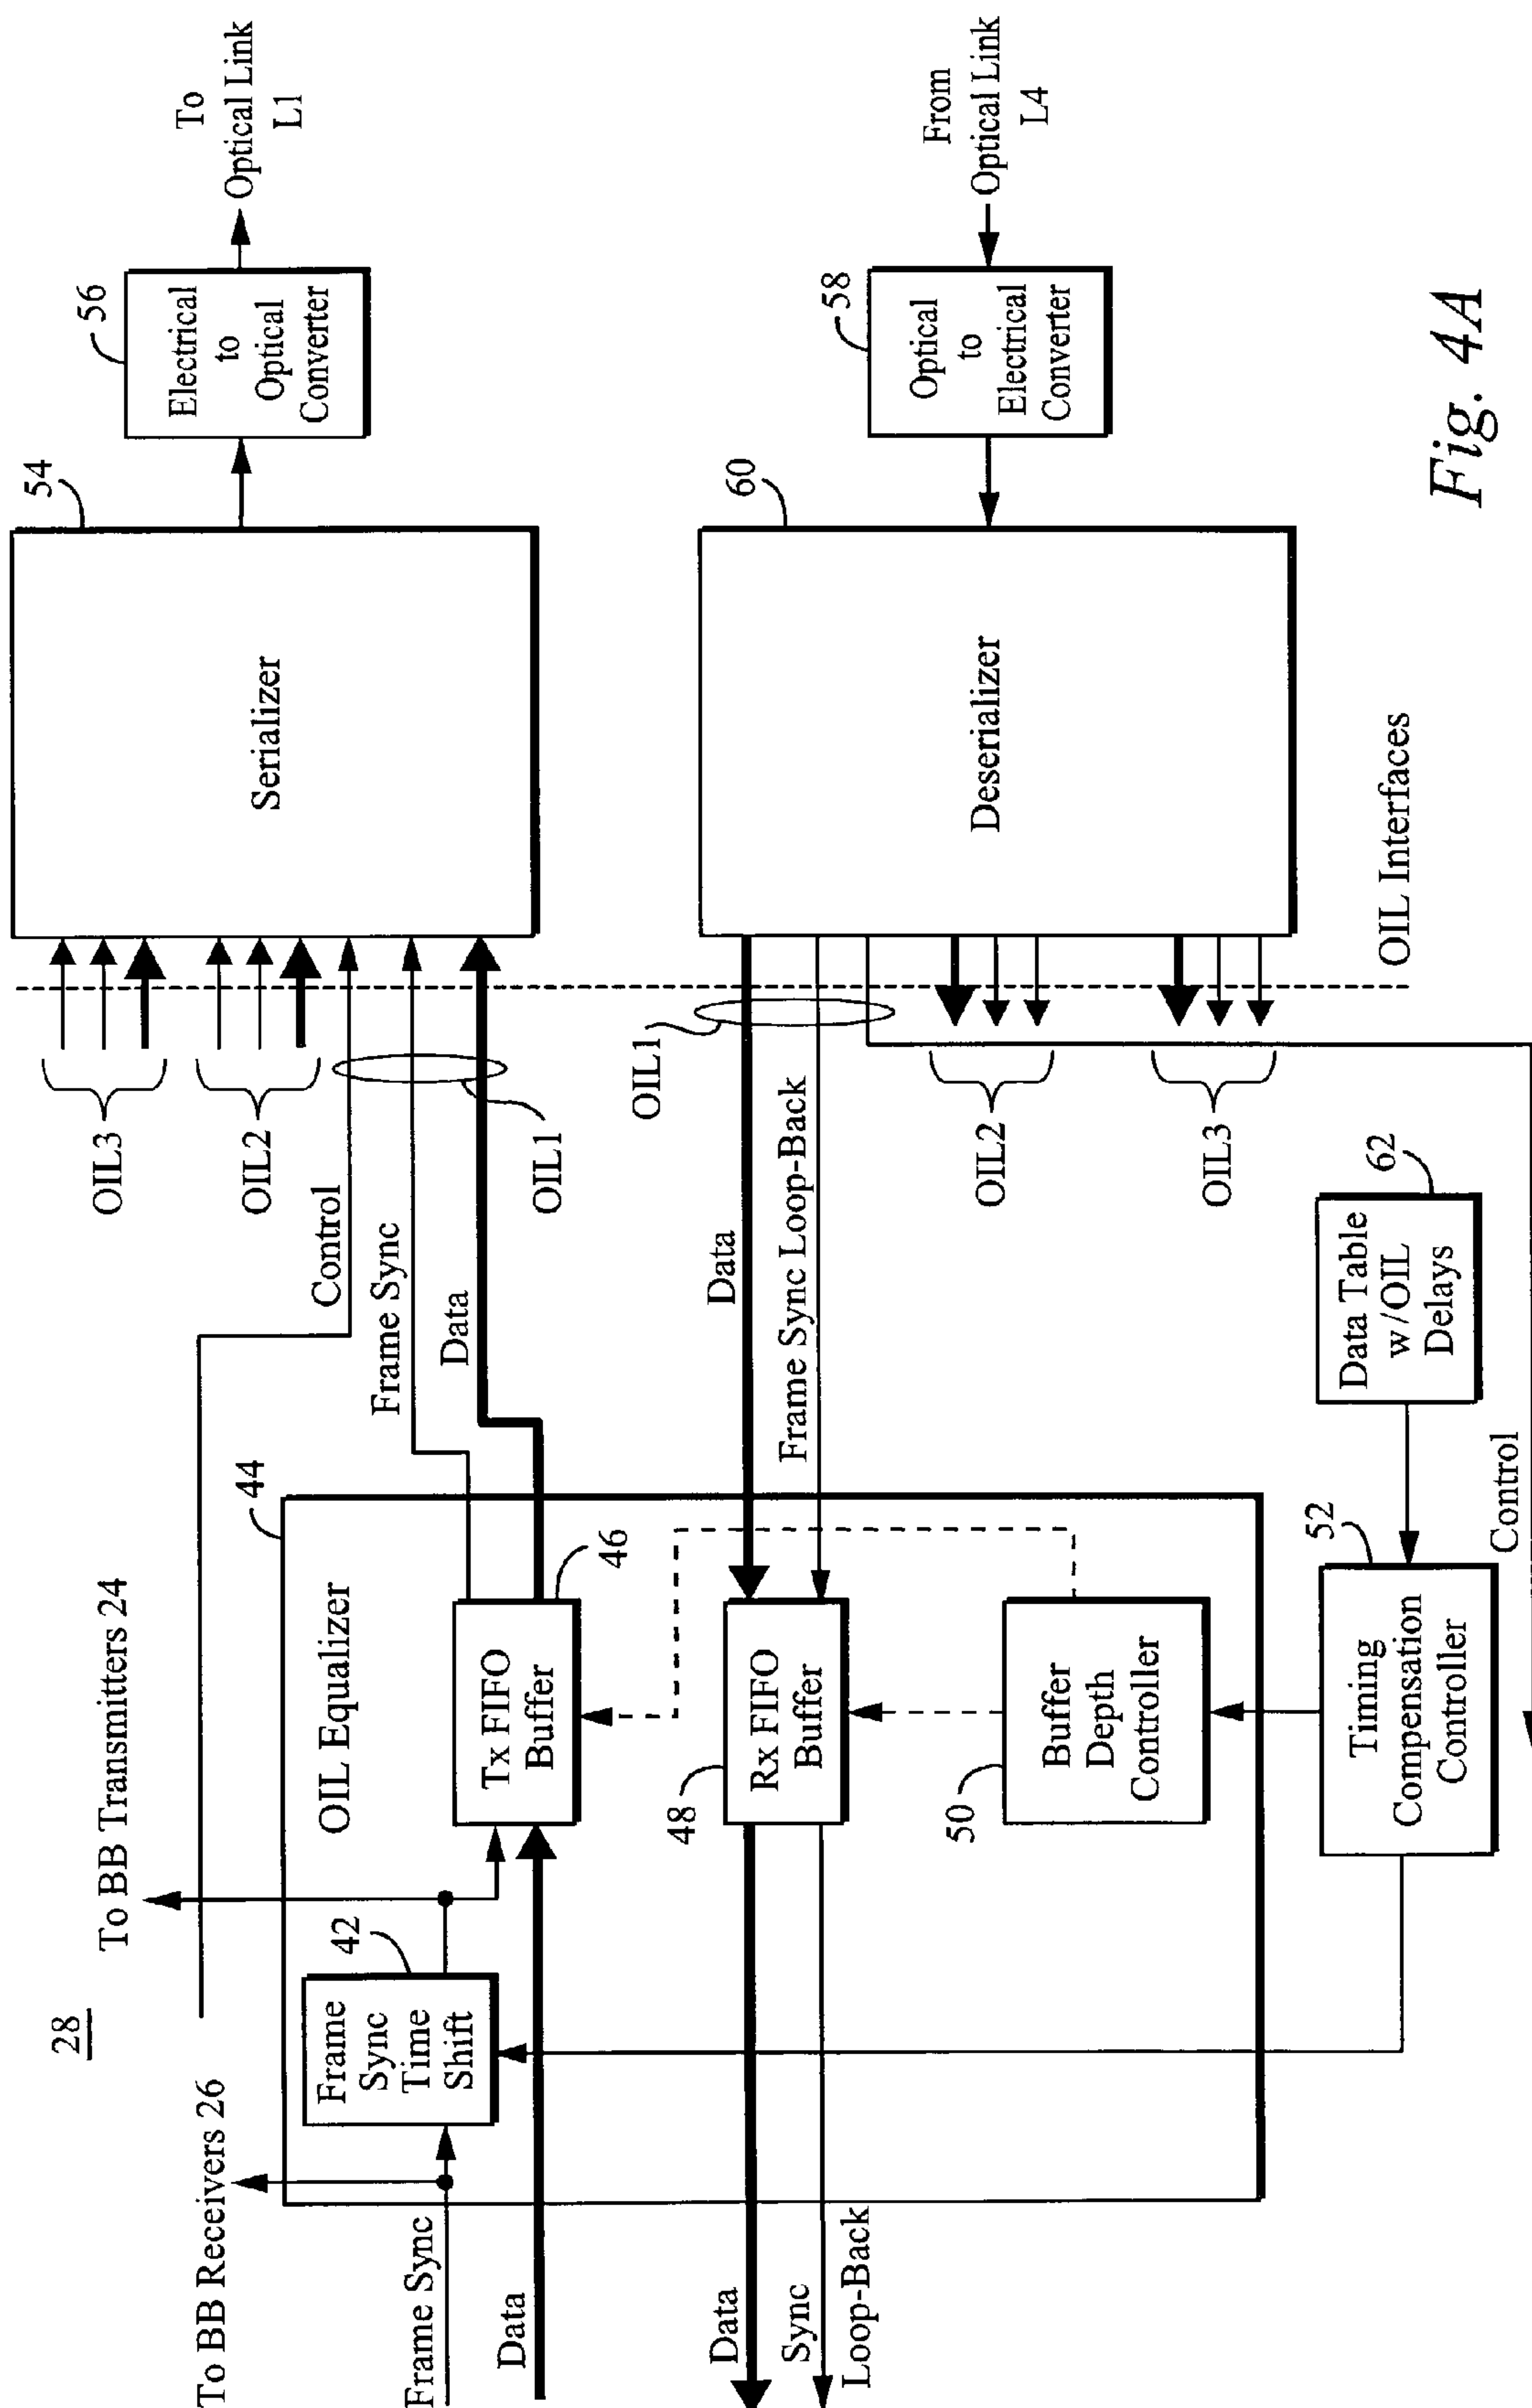 28
To BB Receivers 26
To BB Transmitters 24
Frame Sync
Data
Frame
Sync
Time
Shift
42
OIL Equalizer
44
Tx FIFO
Buffer
46
Control
Frame Sync
Data
OIL3
OIL2
OIL1
Serializer
54
Electrical
to
Optical
Converter
56
To
Optical Link
L1
Data
Sync
Loop-Back
Rx FIFO
Buffer
48
Buffer
Depth
Controller
50
Data
Frame Sync Loop-Back
OIL1
OIL2
OIL3
Deserializer
60
Optical
to
Electrical
Converter
58
From
Optical Link
L4
Timing
Compensation
Controller
52
Data Table
w/OIL
Delays
62
Control
OIL Interfaces
Fig. 4A